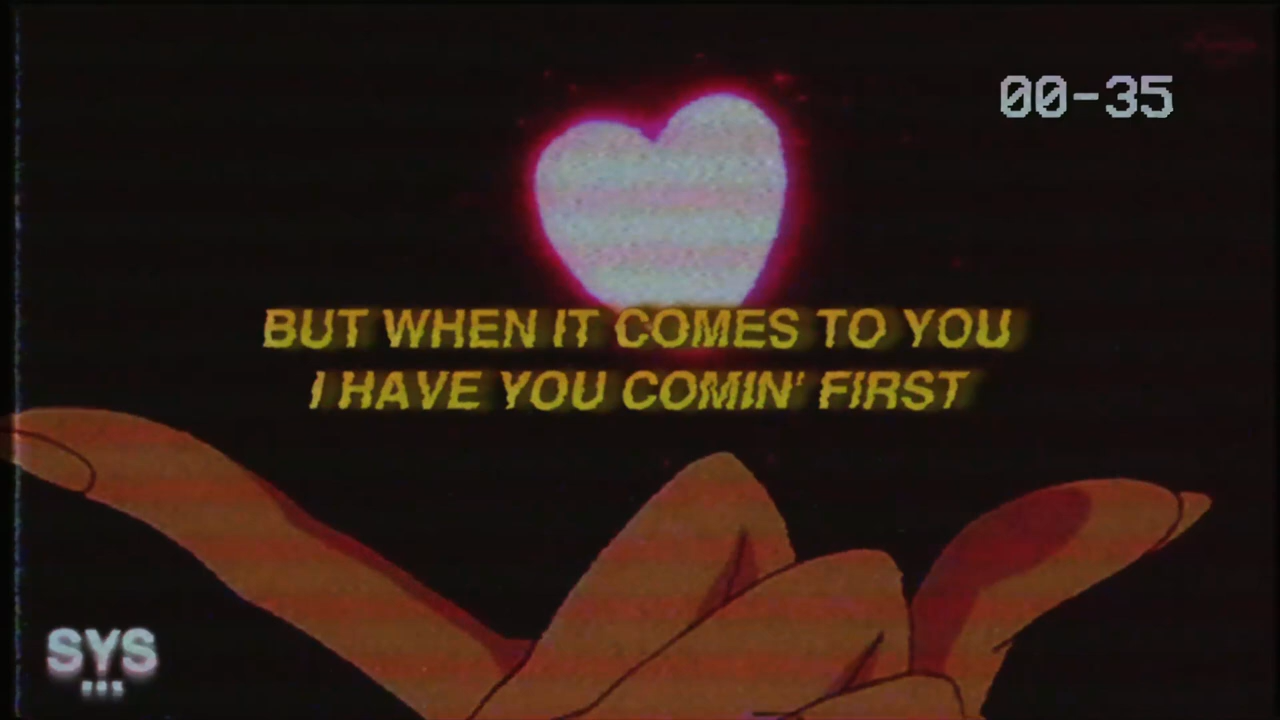 00-35
BUT WHEN IT COMES TO YOU
I HAVE YOU COMIN' FIRST
SYS